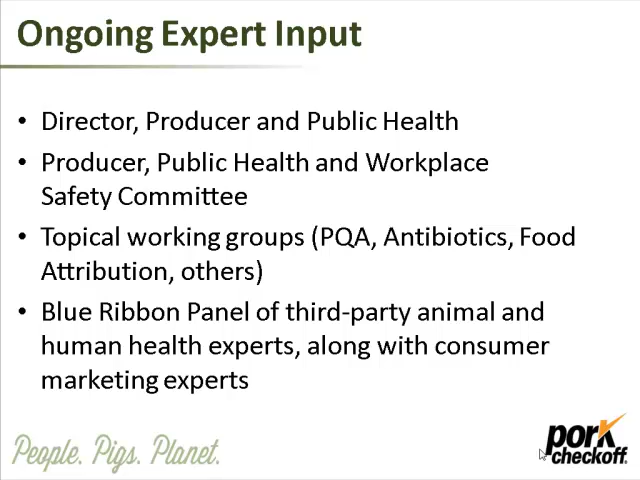 Ongoing Expert Input
• Director, Producer and Public Health
• Producer, Public Health and Workplace
Safety Committee
• Topical working groups (PQA, Antibiotics, Food
Attribution, others)
• Blue Ribbon Panel of third-party animal and
human health experts, along with consumer
marketing experts
People. Pigs. Planet.
pork
checkoff.